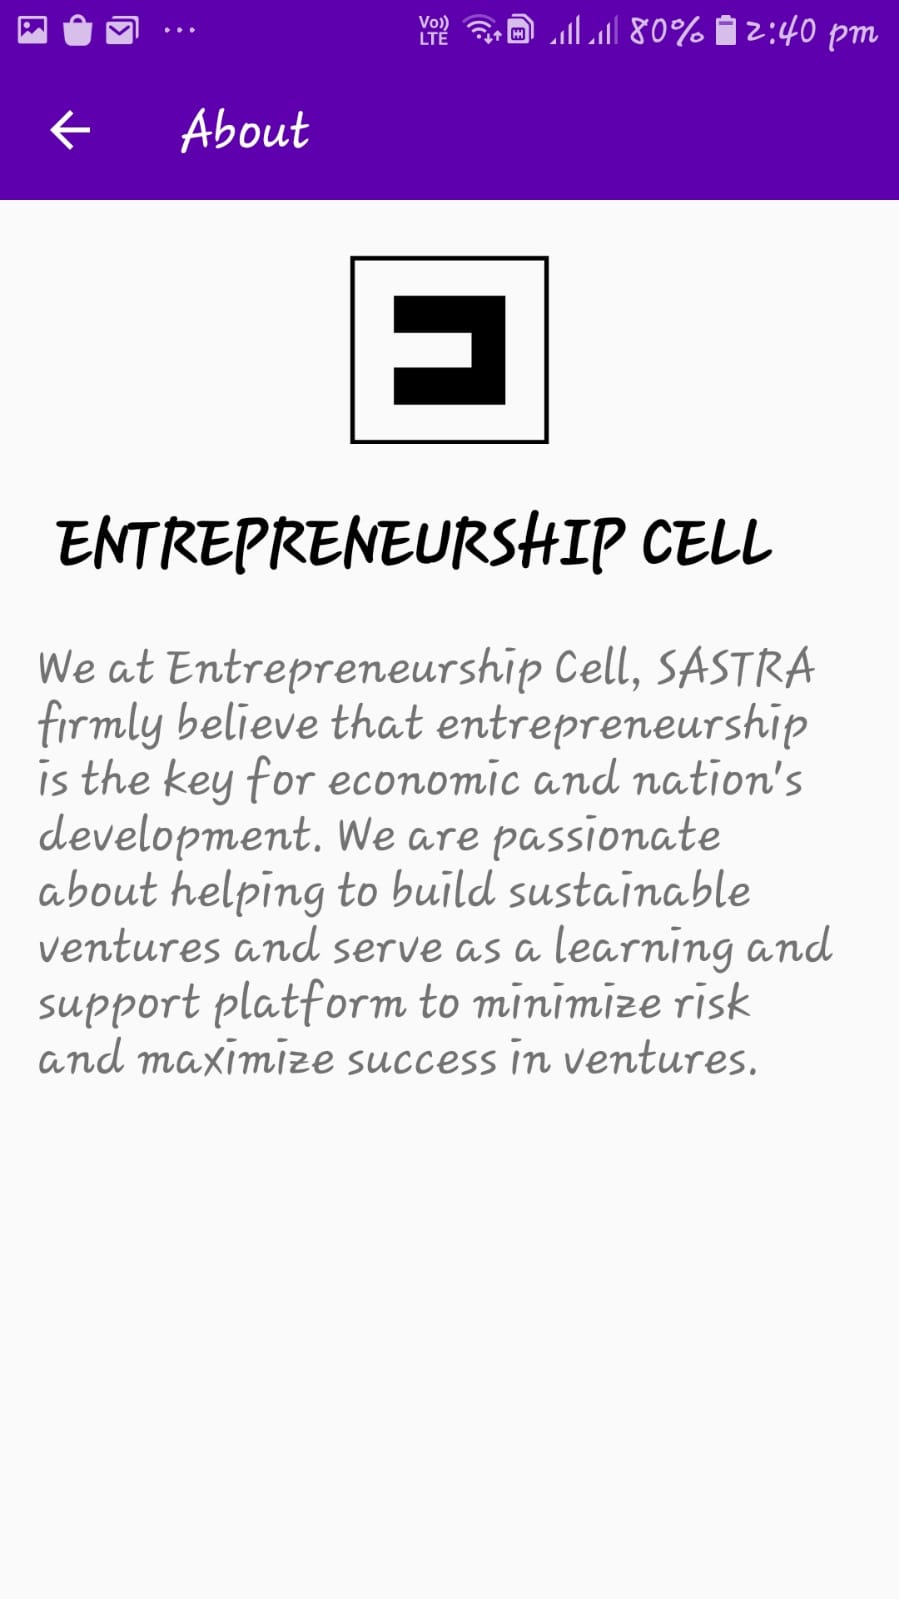 Vo)) LTE 80% 2:40 pm
About
ENTREPRENEURSHIP CELL
We at Entrepreneurship Cell, SASTRA
firmly believe that entrepreneurship
is the key for economic and nation's
development. We are passionate
about helping to build sustainable
ventures and serve as a learning and
support platform to minimize risk
and maximize success in ventures.